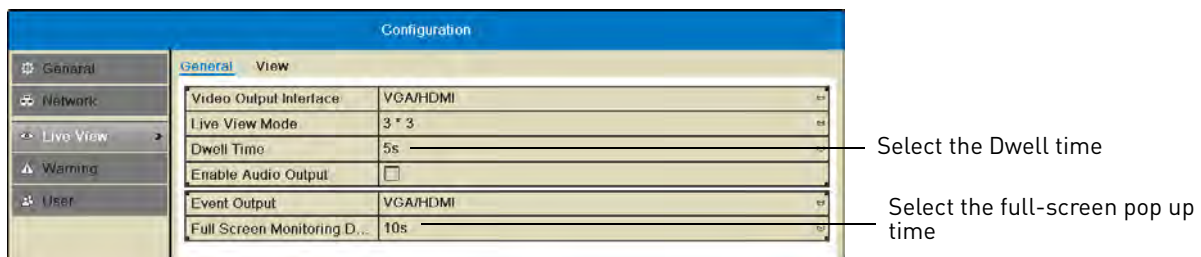 Configuration
General
Network
Live View
Warning
User
General View
Video Output Interface VGA/HDMI
Live View Mode 3 * 3
Dwell Time 5s
Enable Audio Output
Event Output VGA/HDMI
Full Screen Monitoring D... 10s
Select the Dwell time
Select the full-screen pop up
time